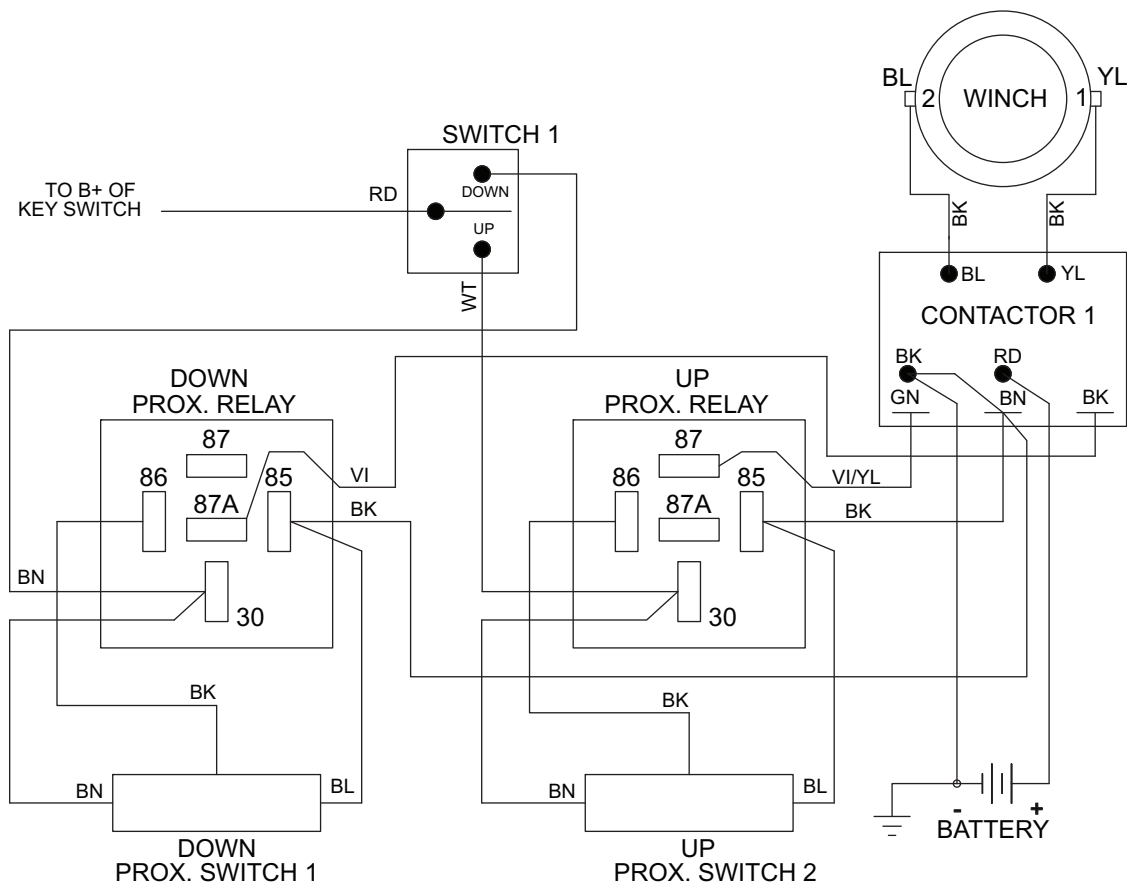 SWITCH 1
DOWN
UP
TO B+ OF
KEY SWITCH
RD
WT
BL
YL
2
WINCH
1
BK
BK
BL
YL
CONTACTOR 1
BK
RD
GN
BN
BK
DOWN
PROX. RELAY
87
86
85
87A
30
VI
BK
BN
BK
BN
BL
DOWN
PROX. SWITCH 1
UP
PROX. RELAY
87
86
85
87A
30
VI/YL
BK
BK
BN
BL
UP
PROX. SWITCH 2
-
+
BATTERY